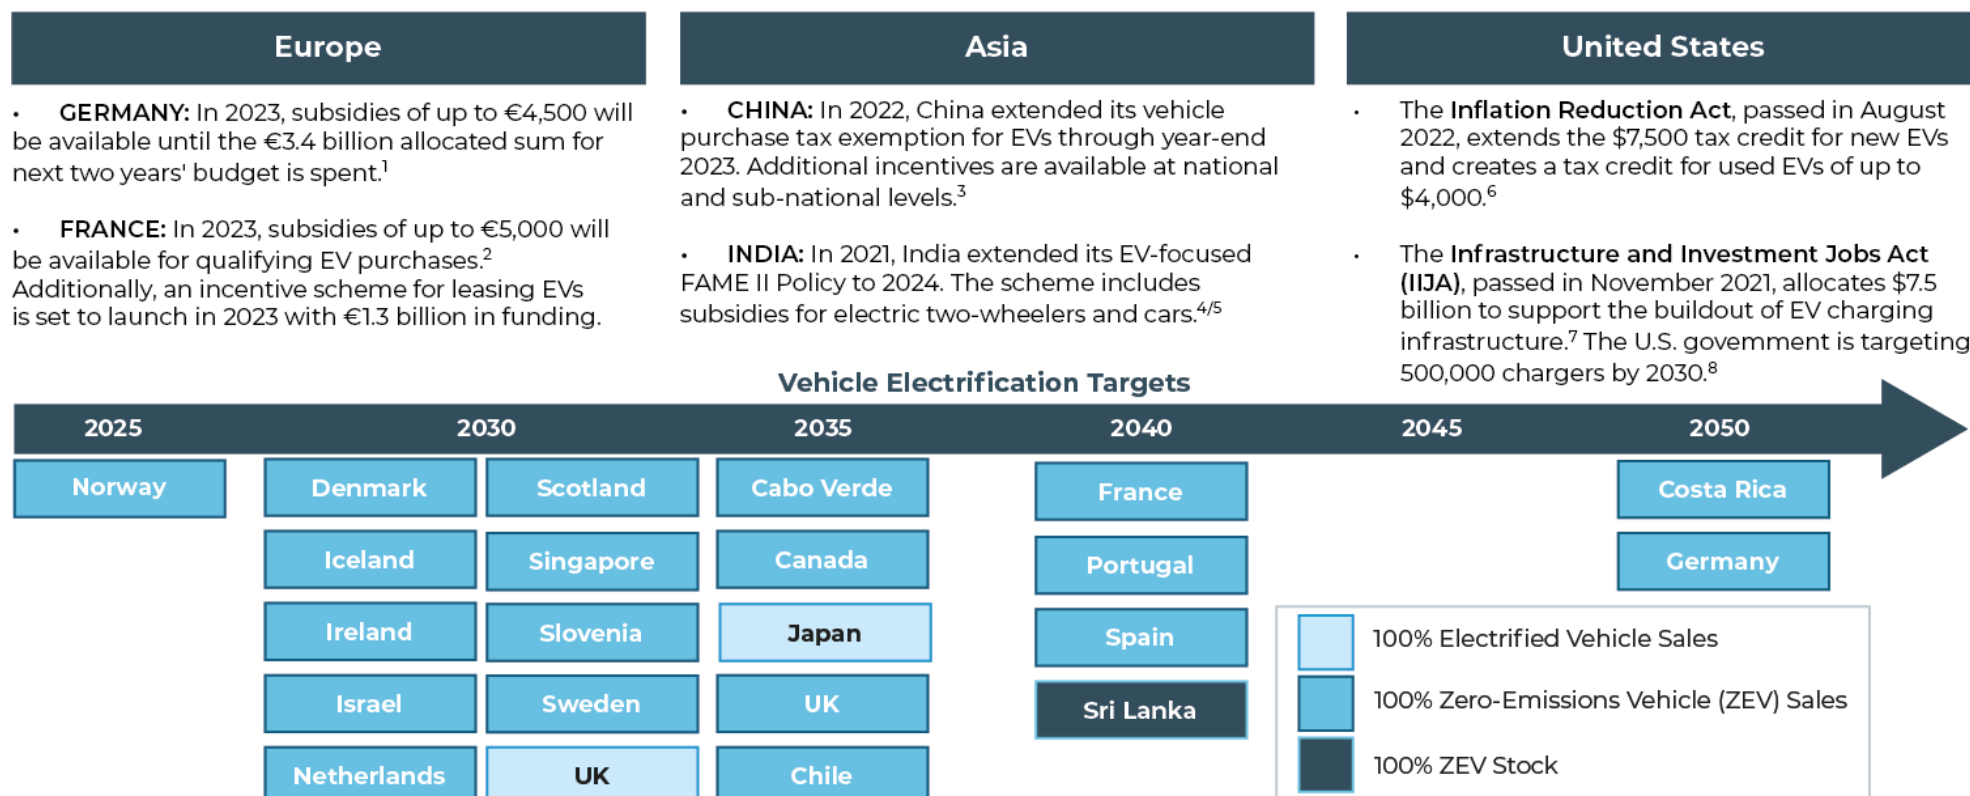 Europe
• GERMANY: In 2023, subsidies of up to €4,500 will
be available until the €3.4 billion allocated sum for
next two years' budget is spent.¹
• FRANCE: In 2023, subsidies of up to €5,000 will
be available for qualifying EV purchases.²
Additionally, an incentive scheme for leasing EVs
is set to launch in 2023 with €1.3 billion in funding.
Asia
• CHINA: In 2022, China extended its vehicle
purchase tax exemption for EVs through year-end
2023. Additional incentives are available at national
and sub-national levels.³
• INDIA: In 2021, India extended its EV-focused
FAME II Policy to 2024. The scheme includes
subsidies for electric two-wheelers and cars.⁴/⁵
United States
• The Inflation Reduction Act, passed in August
2022, extends the $7,500 tax credit for new EVs
and creates a tax credit for used EVs of up to
$4,000.⁶
• The Infrastructure and Investment Jobs Act
(IIJA), passed in November 2021, allocates $7.5
billion to support the buildout of EV charging
infrastructure.⁷ The U.S. govemment is targeting
500,000 chargers by 2030.⁸
Vehicle Electrification Targets
2025 2030 2035 2040 2045 2050
Norway
Denmark
Iceland
Ireland
Israel
Netherlands
Scotland
Singapore
Slovenia
Sweden
UK
Cabo Verde
Canada
Japan
UK
Chile
France
Portugal
Spain
Sri Lanka
Costa Rica
Germany
100% Electrified Vehicle Sales
100% Zero-Emissions Vehicle (ZEV) Sales
100% ZEV Stock